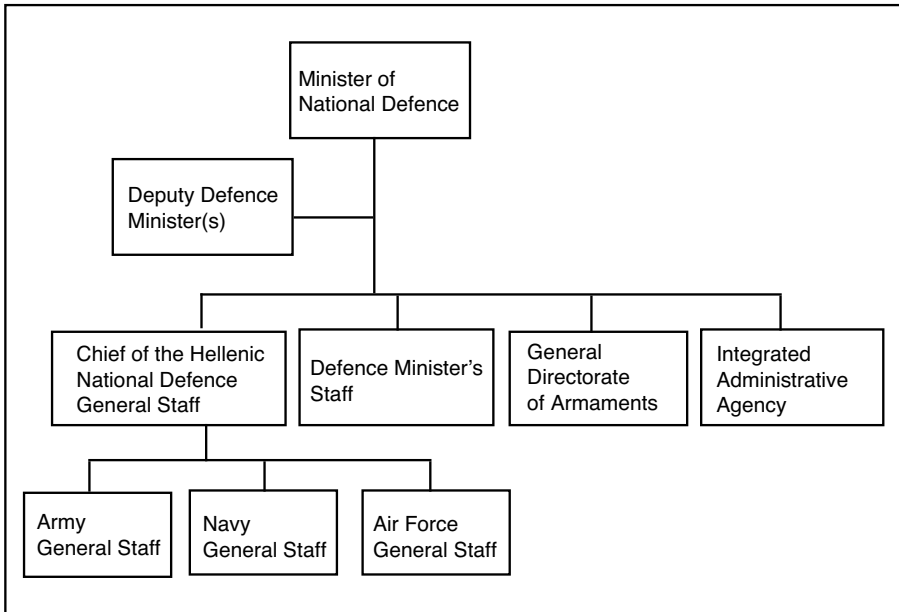 Minister of
National Defence
Deputy Defence
Minister(s)
Chief of the Hellenic
National Defence
General Staff
Defence Minister's
Staff
General
Directorate
of Armaments
Integrated
Administrative
Agency
Army
General Staff
Navy
General Staff
Air Force
General Staff